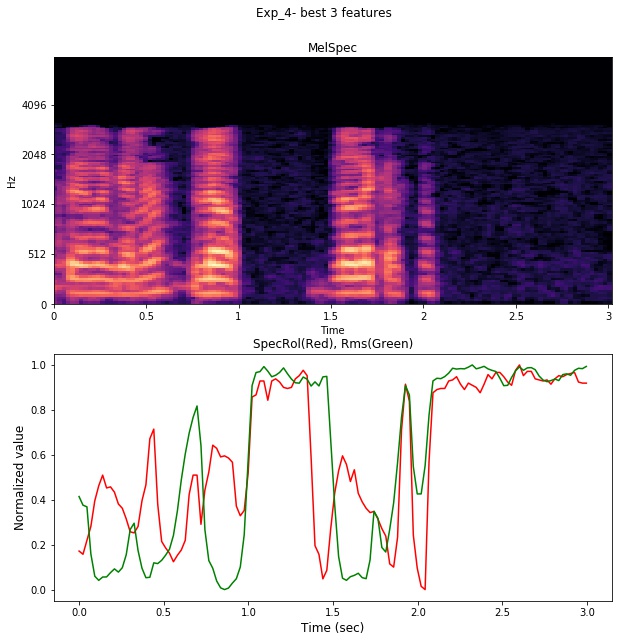 Exp_4- best 3 features
MelSpec
4096
2048
1024
512
0
Hz
0 0.5 1 1.5 2 2.5 3
Time
SpecRol(Red), Rms(Green)
1.0
0.8
0.6
0.4
0.2
0.0
Normalized value
0.0 0.5 1.0 1.5 2.0 2.5 3.0
Time (sec)